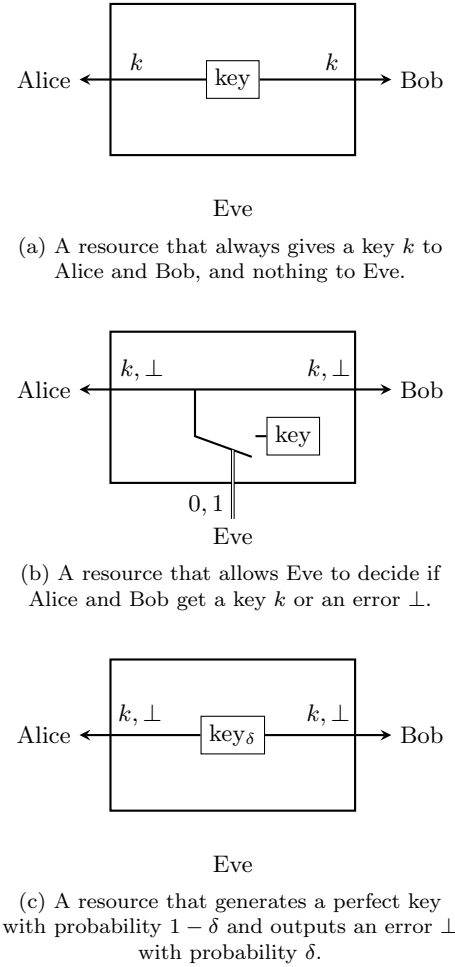 k k
Alice key Bob
Eve
(a) A resource that always gives a key k to
Alice and Bob, and nothing to Eve.
k, ⊥ k, ⊥
Alice Bob
key
0, 1
Eve
(b) A resource that allows Eve to decide if
Alice and Bob get a key k or an error ⊥.
k, ⊥ k, ⊥
Alice keyδ Bob
Eve
(c) A resource that generates a perfect key
with probability 1 − δ and outputs an error ⊥
with probability δ.